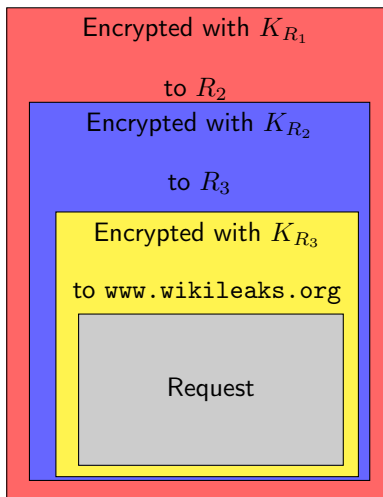 Encrypted with $K_{R_1}$
to $R_2$
Encrypted with $K_{R_2}$
to $R_3$
Encrypted with $K_{R_3}$
to www.wikileaks.org
Request